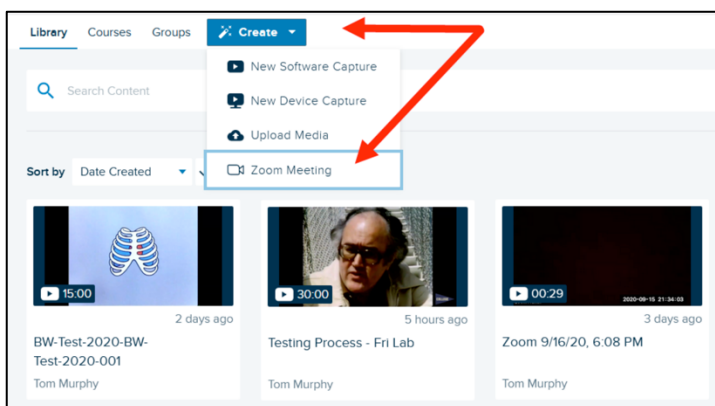 Library Courses Groups Create
New Software Capture
New Device Capture
Upload Media
Zoom Meeting
Search Content
Sort by Date Created
15:00
2 days ago
BW-Test-2020-BW-
Test-2020-001
Tom Murphy
30:00
5 hours ago
Testing Process - Fri Lab
Tom Murphy
00:29
2020-09-15 21:34:03
3 days ago
Zoom 9/16/20, 6:08 PM
Tom Murphy